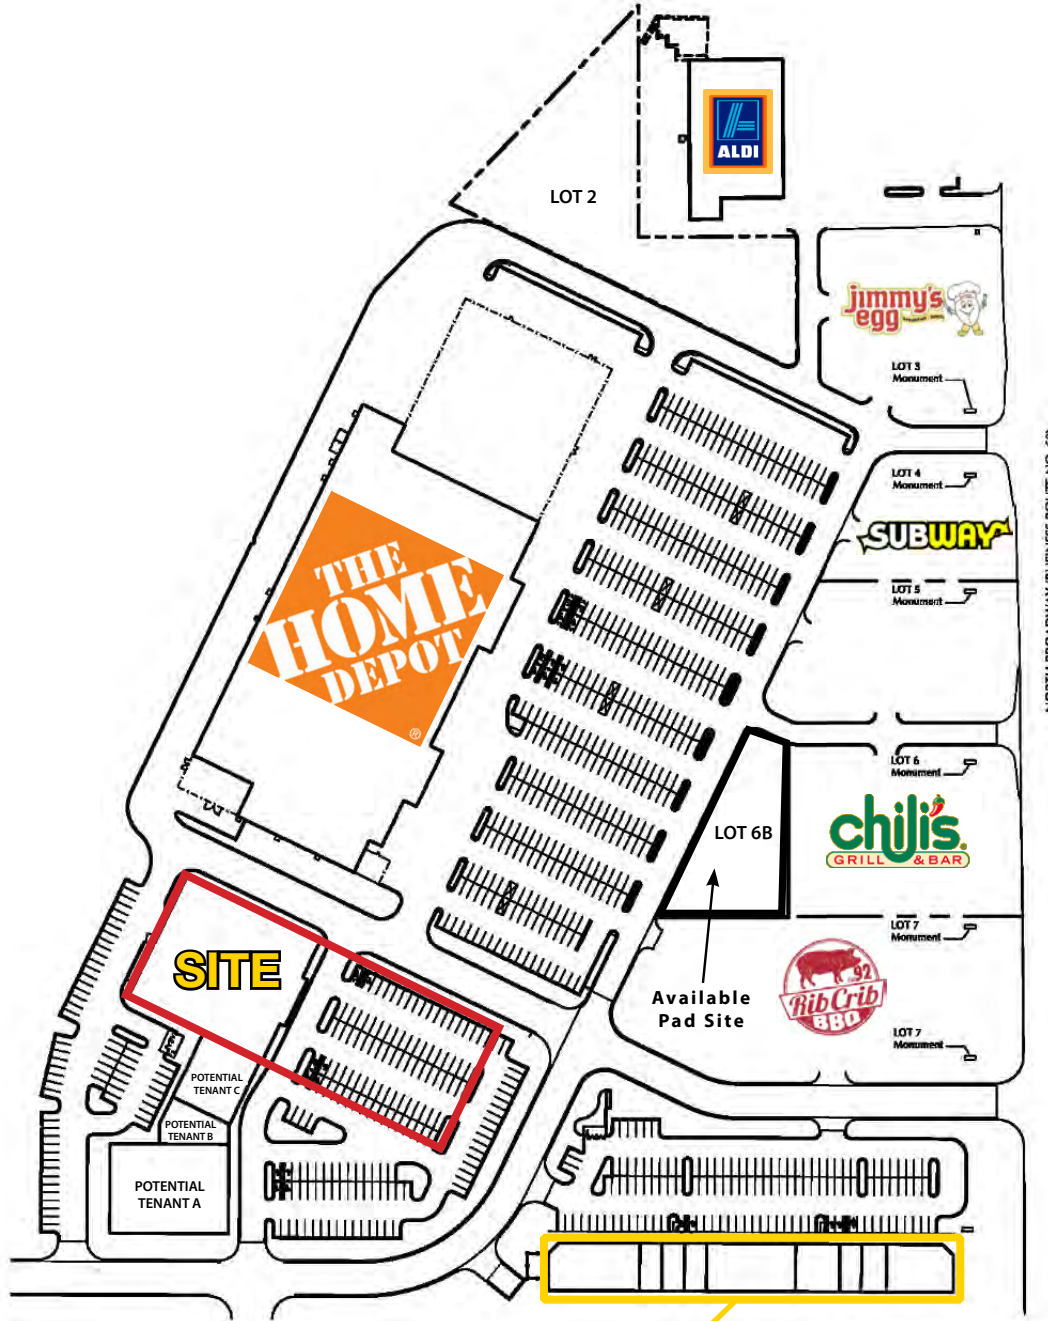 ALDI
LOT 2
jimmy's
egg
LOT 3
Monument
LOT 4
Monument
SUBWAY
LOT 5
Monument
THE
HOME
DEPOT
®
LOT 6
Monument
LOT 6B
chili's
GRILL & BAR
LOT 7
Monument
SITE
92
RibCrib
BBQ
Available
Pad Site
LOT 7
Monument
POTENTIAL
TENANT C
POTENTIAL
TENANT B
POTENTIAL
TENANT A